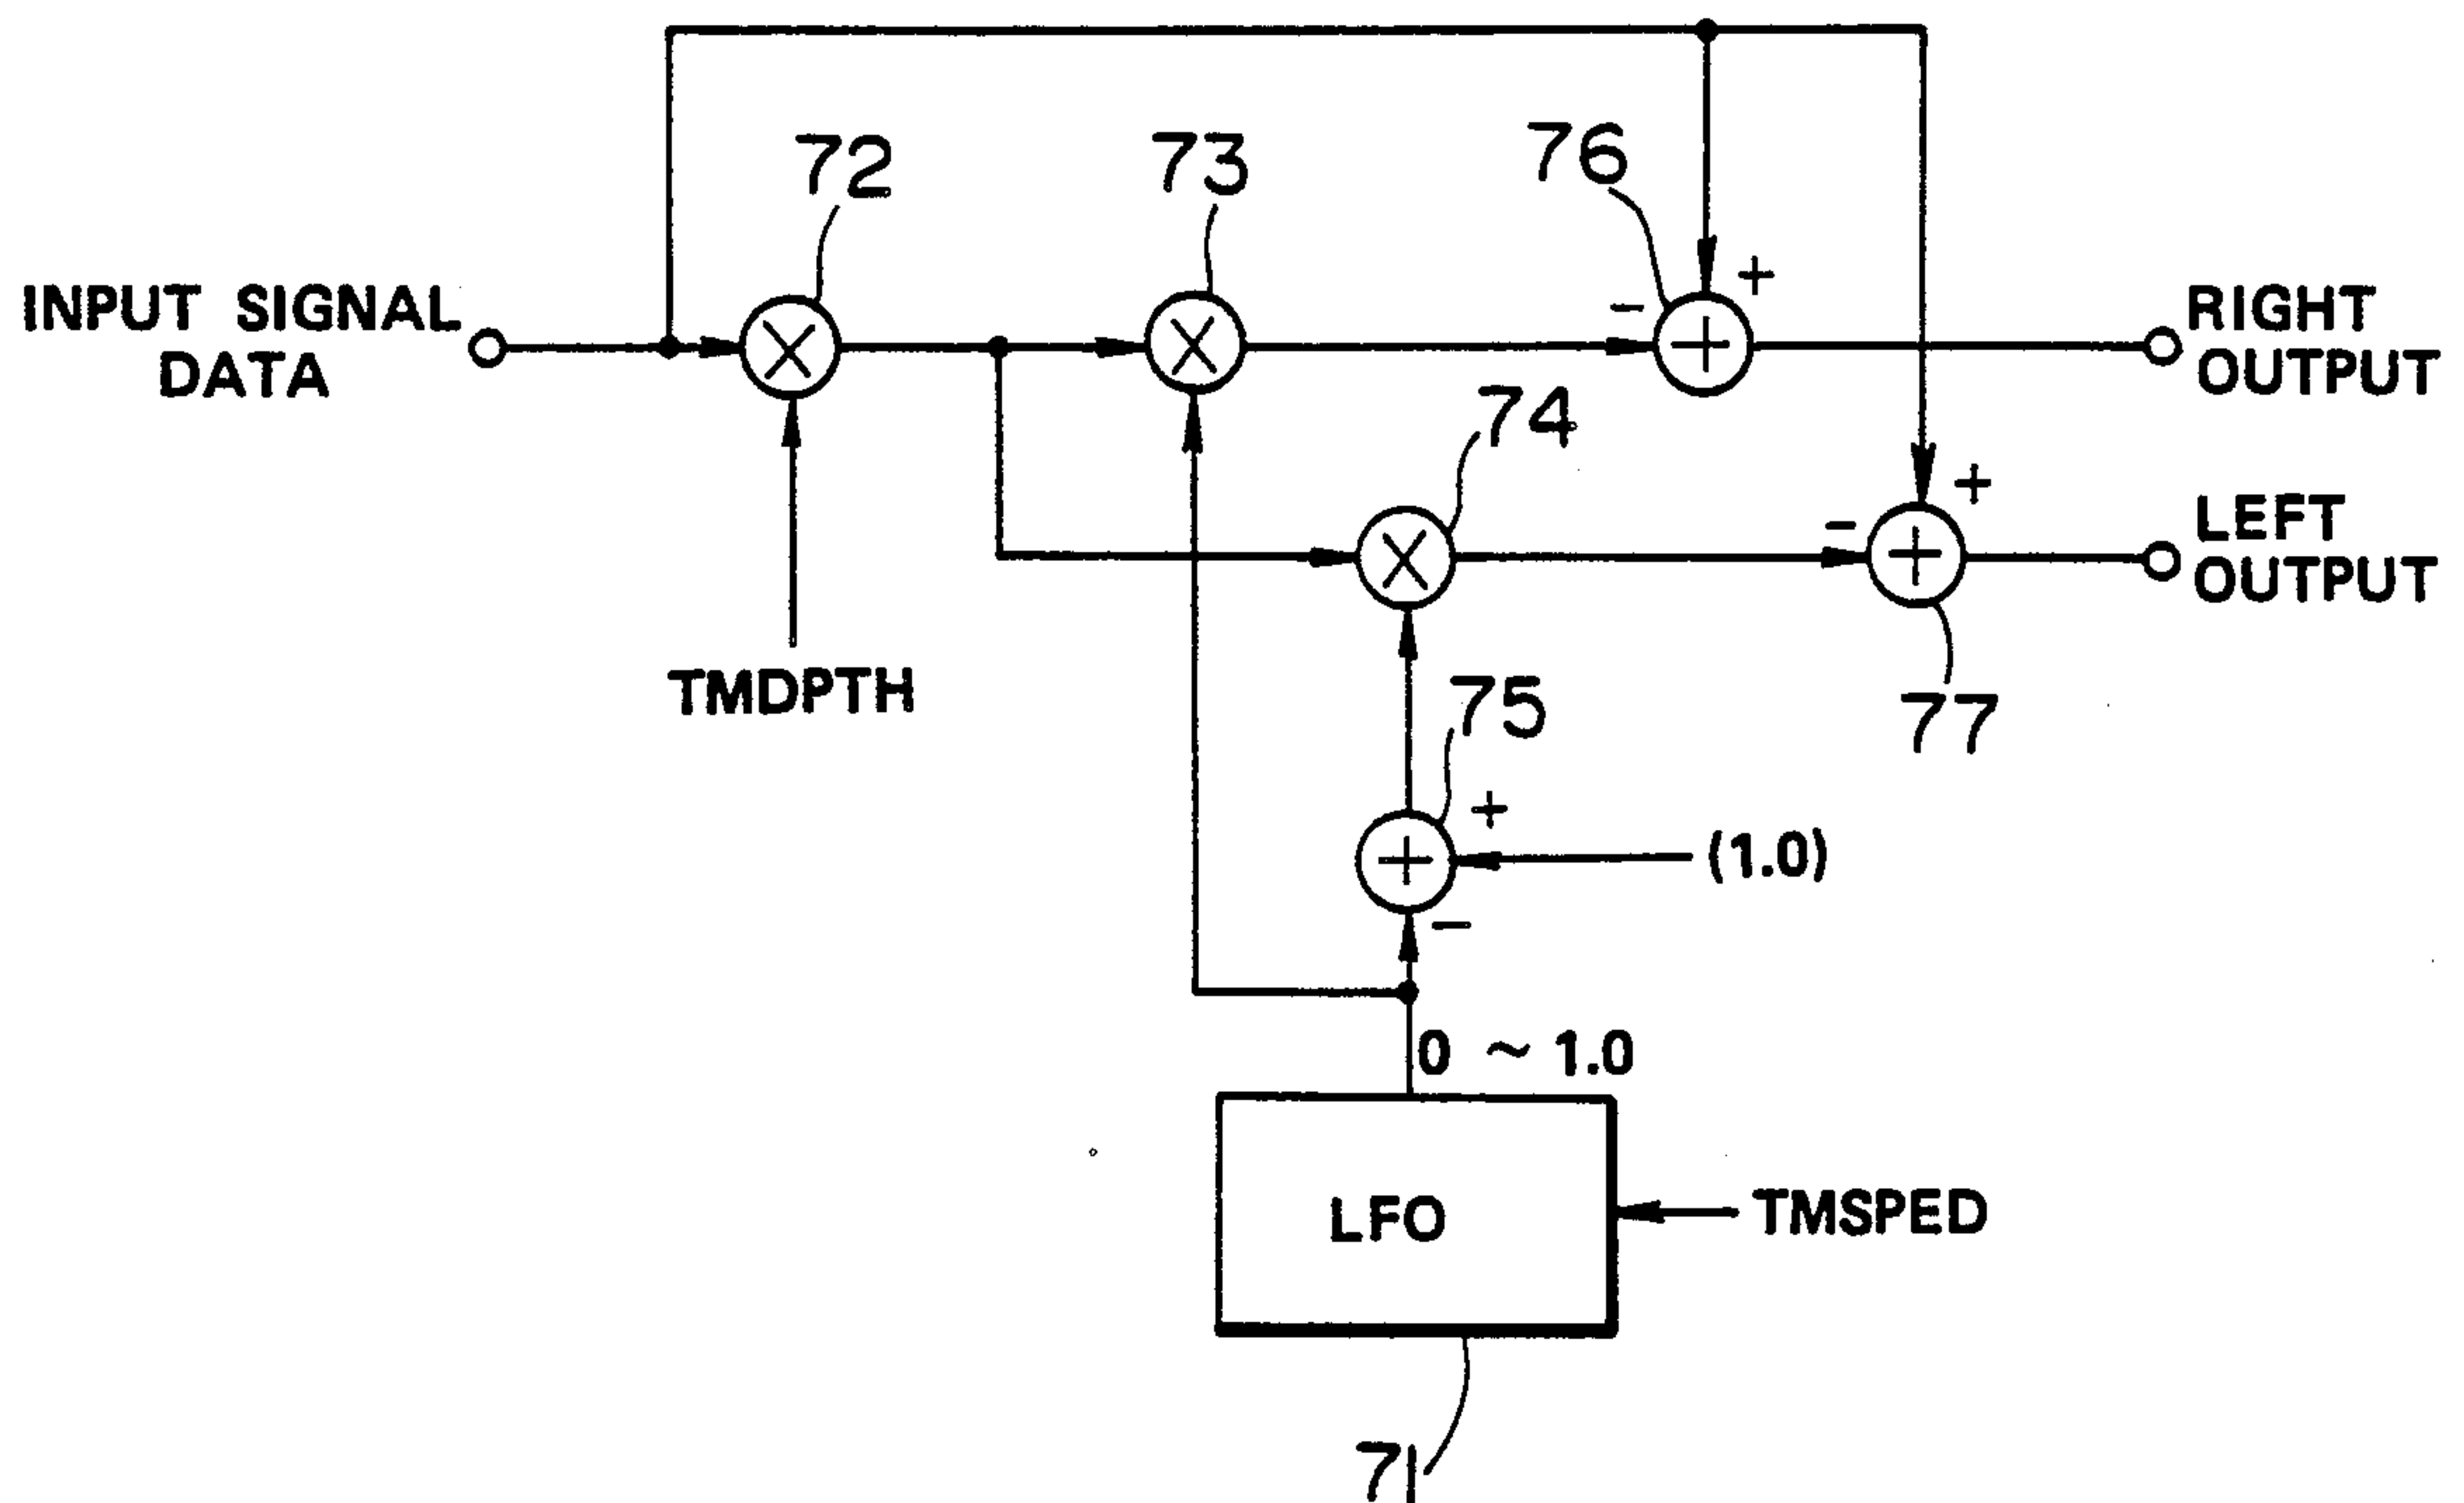 72
73
76
INPUT SIGNAL
DATA
+
-
RIGHT
OUTPUT
74
+
-
LEFT
OUTPUT
TMDPTH
75
77
+
(1.0)
-
0 ~ 1.0
LFO
TMSPED
71